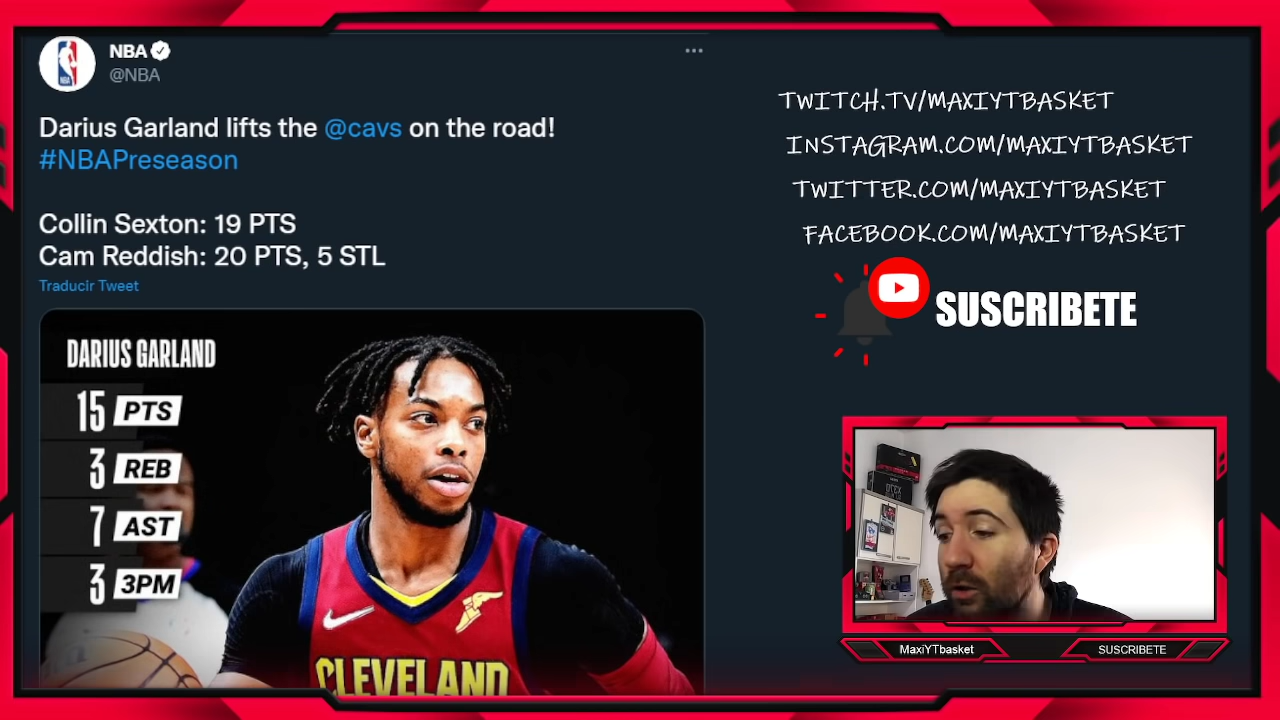 NBA
@NBA
Darius Garland lifts the @cavs on the road!
#NBAPreseason
Collin Sexton: 19 PTS
Cam Reddish: 20 PTS, 5 STL
Traducir Tweet
DARIUS GARLAND
15 PTS
3 REB
7 AST
3 3PM
CLEVELAND
TWITCH.TV/MAXIYTBASKET
INSTAGRAM.COM/MAXIYTBASKET
TWITTER.COM/MAXIYTBASKET
FACEBOOK.COM/MAXIYTBASKET
SUSCRIBETE
MaxiYTbasket
SUSCRIBETE